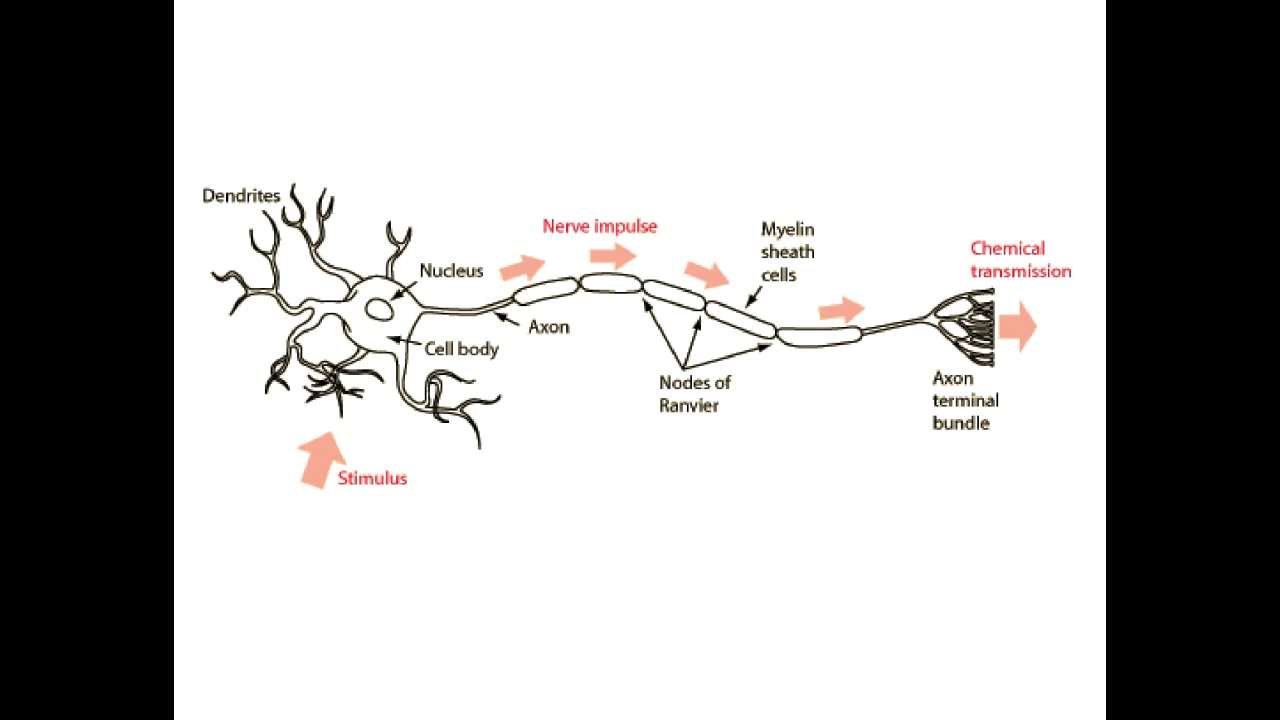 Dendrites
Nerve impulse
Myelin
sheath
cells
Chemical
transmission
Nucleus
Axon
Cell body
Nodes of
Ranvier
Axon
terminal
bundle
Stimulus